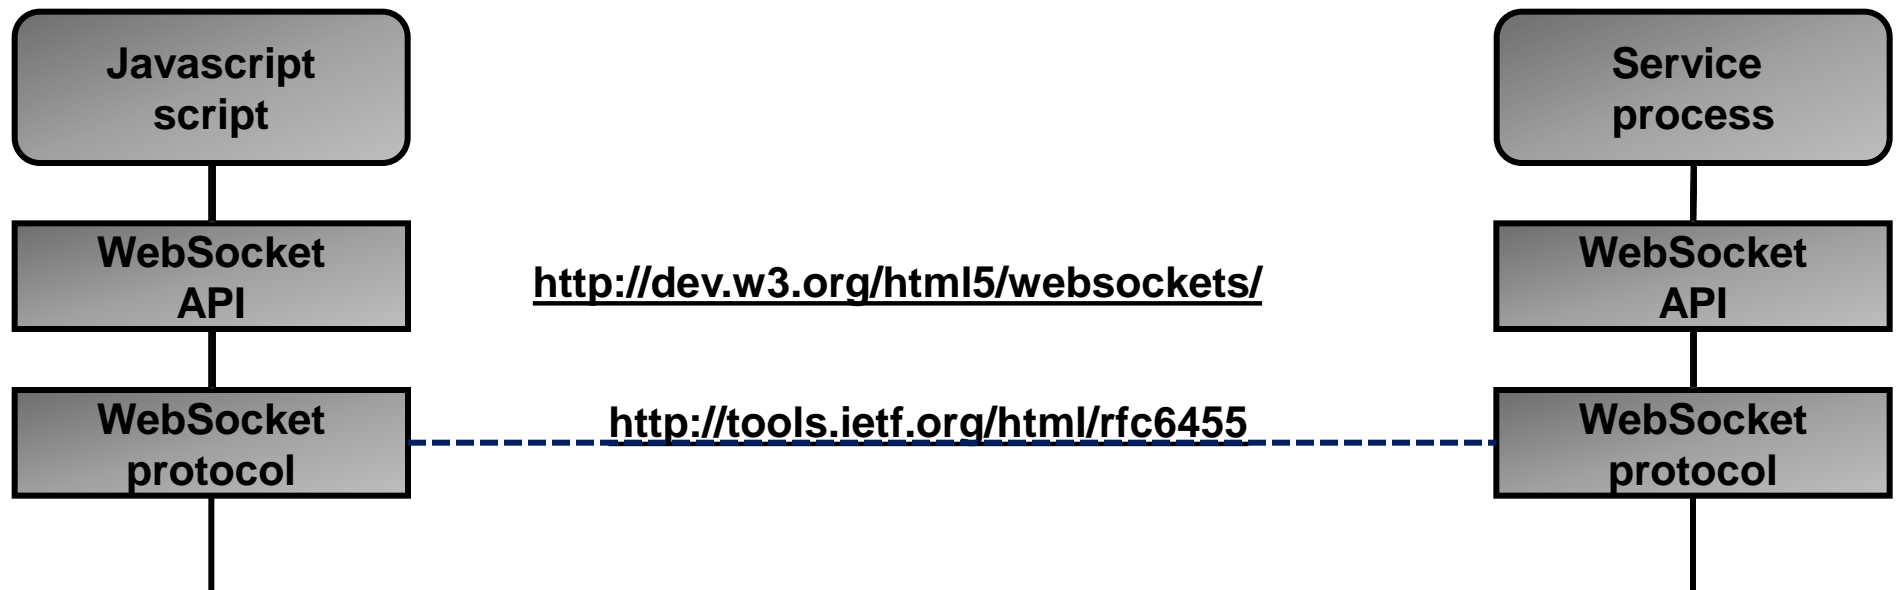 Javascript
script
Service
process
WebSocket
API
http://dev.w3.org/html5/websockets/
WebSocket
API
WebSocket
protocol
http://tools.ietf.org/html/rfc6455
WebSocket
protocol